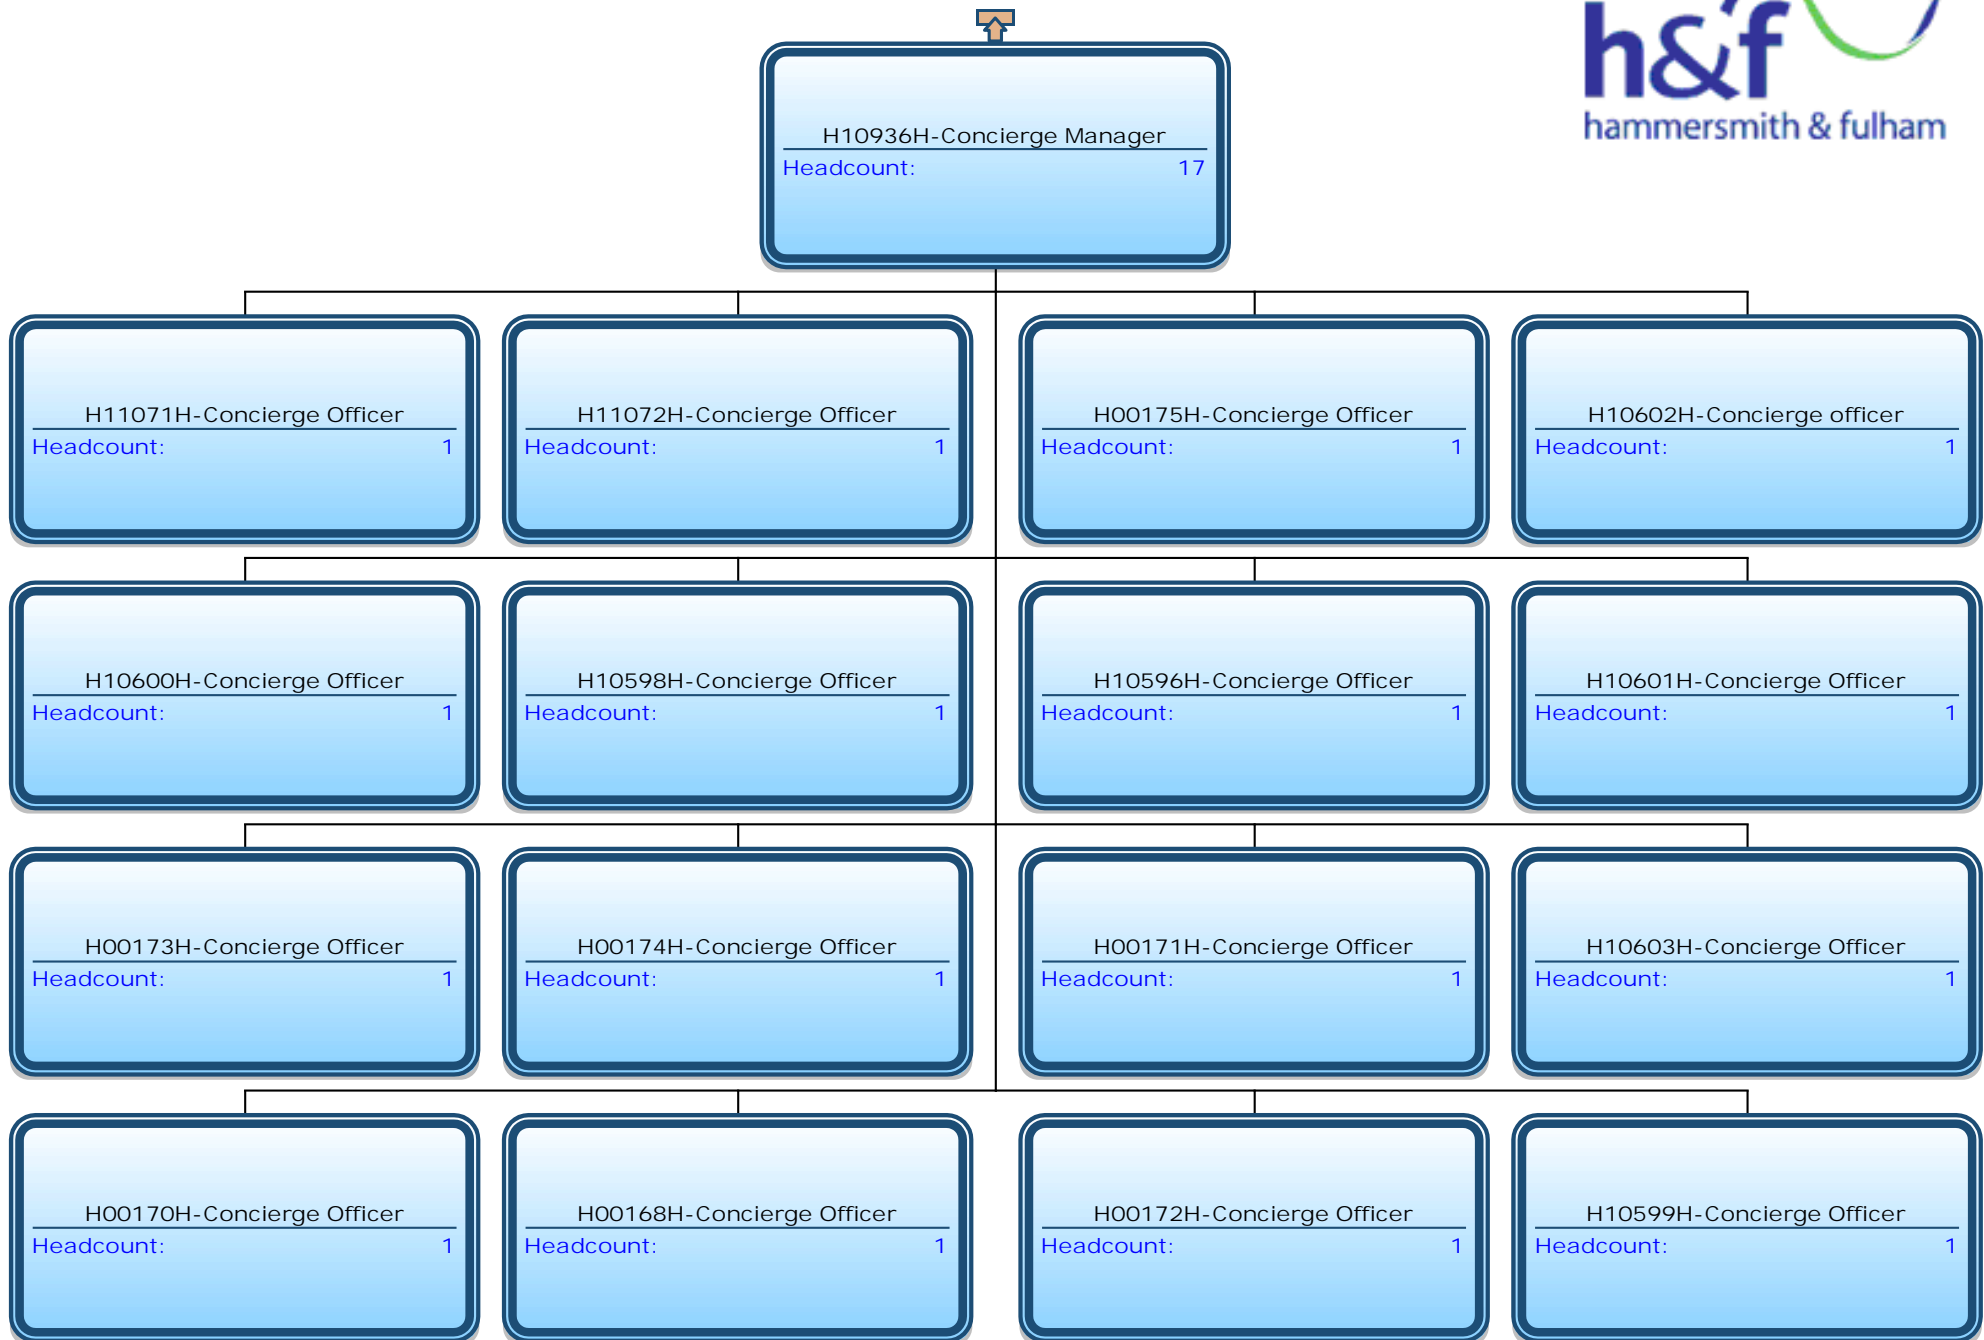 h&f
hammersmith & fulham
H10936H-Concierge Manager
Headcount: 17
H11071H-Concierge Officer
Headcount: 1
H11072H-Concierge Officer
Headcount: 1
H00175H-Concierge Officer
Headcount: 1
H10602H-Concierge officer
Headcount: 1
H10600H-Concierge Officer
Headcount: 1
H10598H-Concierge Officer
Headcount: 1
H10596H-Concierge Officer
Headcount: 1
H10601H-Concierge Officer
Headcount: 1
H00173H-Concierge Officer
Headcount: 1
H00174H-Concierge Officer
Headcount: 1
H00171H-Concierge Officer
Headcount: 1
H10603H-Concierge Officer
Headcount: 1
H00170H-Concierge Officer
Headcount: 1
H00168H-Concierge Officer
Headcount: 1
H00172H-Concierge Officer
Headcount: 1
H10599H-Concierge Officer
Headcount: 1